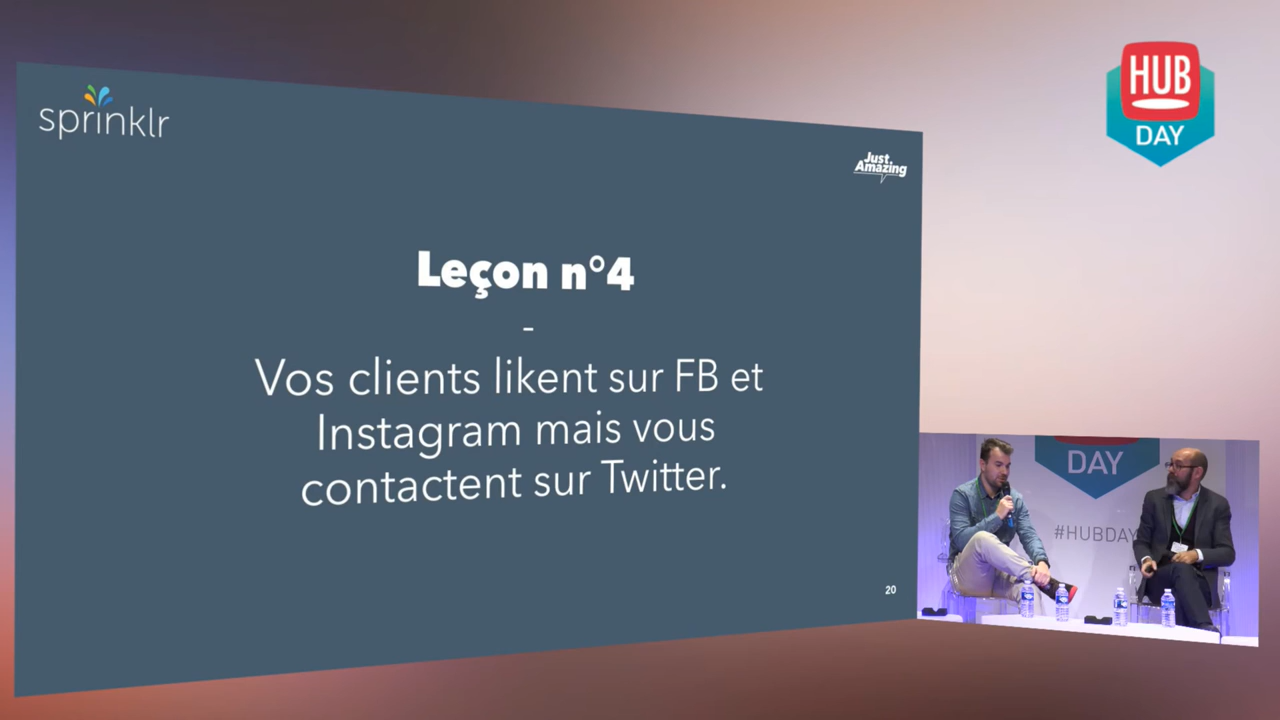 sprinklr
Just
Amazing
Leçon n°4
-
Vos clients likent sur FB et
Instagram mais vous
contactent sur Twitter.
20
HUB
DAY
DAY
#HUBDAY